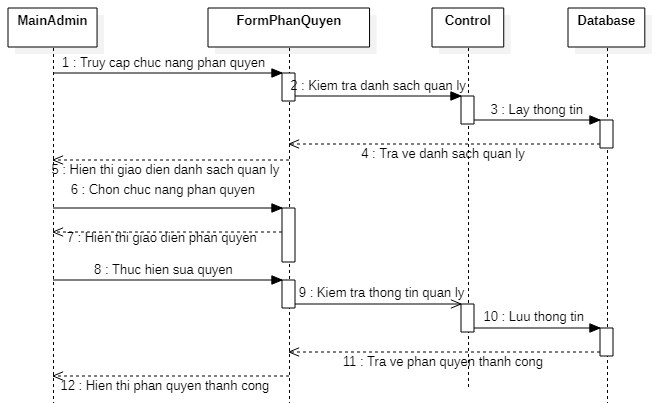 MainAdmin
FormPhanQuyen
Control
Database
1 : Truy cap chuc nang phan quyen
2 : Kiem tra danh sach quan ly
3 : Lay thong tin
4 : Tra ve danh sach quan ly
5 : Hien thi giao dien danh sach quan ly
6 : Chon chuc nang phan quyen
7 : Hien thi giao dien phan quyen
8 : Thuc hien sua quyen
9 : Kiem tra thong tin quan ly
10 : Luu thong tin
11 : Tra ve phan quyen thanh cong
12 : Hien thi phan quyen thanh cong